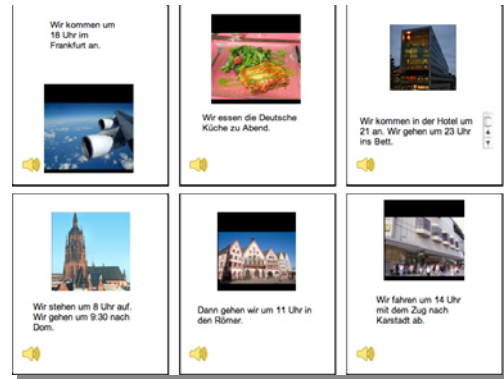 Wir kommen um
18 Uhr im
Frankfurt an.
Wir essen die Deutsche
Küche zu Abend.
Wir kommen in der Hotel um
21 an. Wir gehen um 23 Uhr
ins Bett.
Wir stehen um 8 Uhr auf.
Wir gehen um 9:30 nach
Dom.
Dann gehen wir um 11 Uhr in
den Römer.
Wir fahren um 14 Uhr
mit dem Zug nach
Karstadt ab.